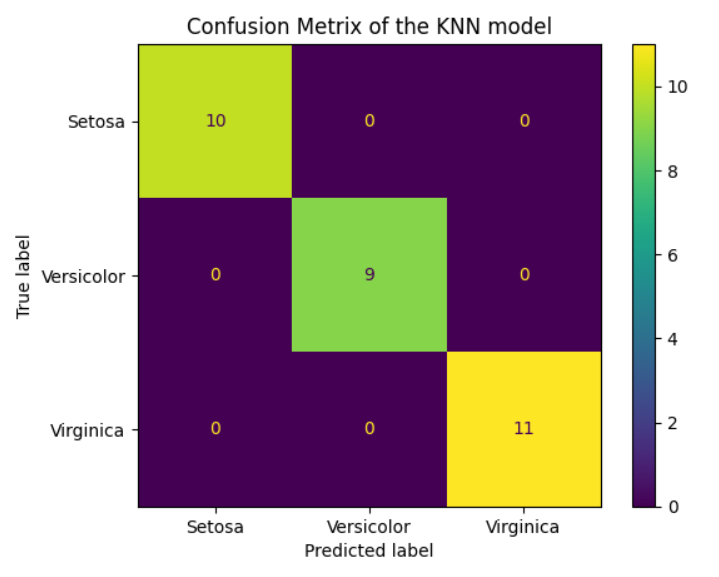 Confusion Metrix of the KNN model
Setosa 10 0 0
Versicolor 0 9 0
Virginica 0 0 11
Setosa Versicolor Virginica
Predicted label
True label
10
8
6
4
2
0